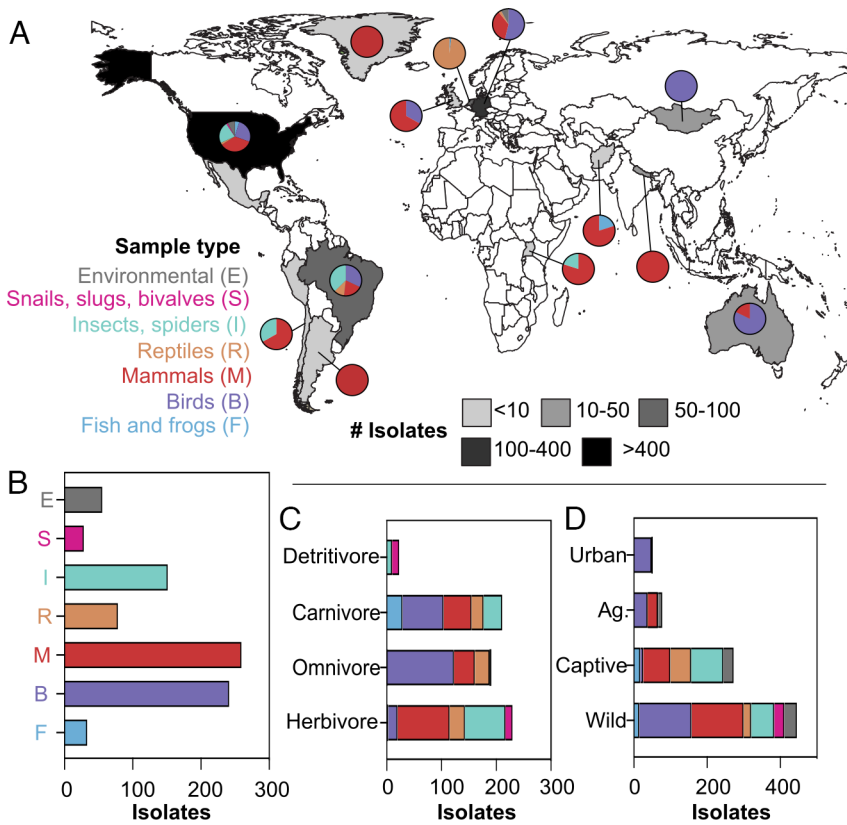 A
Sample type
Environmental (E)
Snails, slugs, bivalves (S)
Insects, spiders (I)
Reptiles (R)
Mammals (M)
Birds (B)
Fish and frogs (F)
# Isolates
<10
10-50
50-100
100-400
>400
B
E
S
I
R
M
B
F
0
100
200
300
Isolates
C
Detritivore
Carnivore
Omnivore
Herbivore
0
100
200
300
Isolates
D
Urban
Ag.
Captive
Wild
0
200
400
Isolates